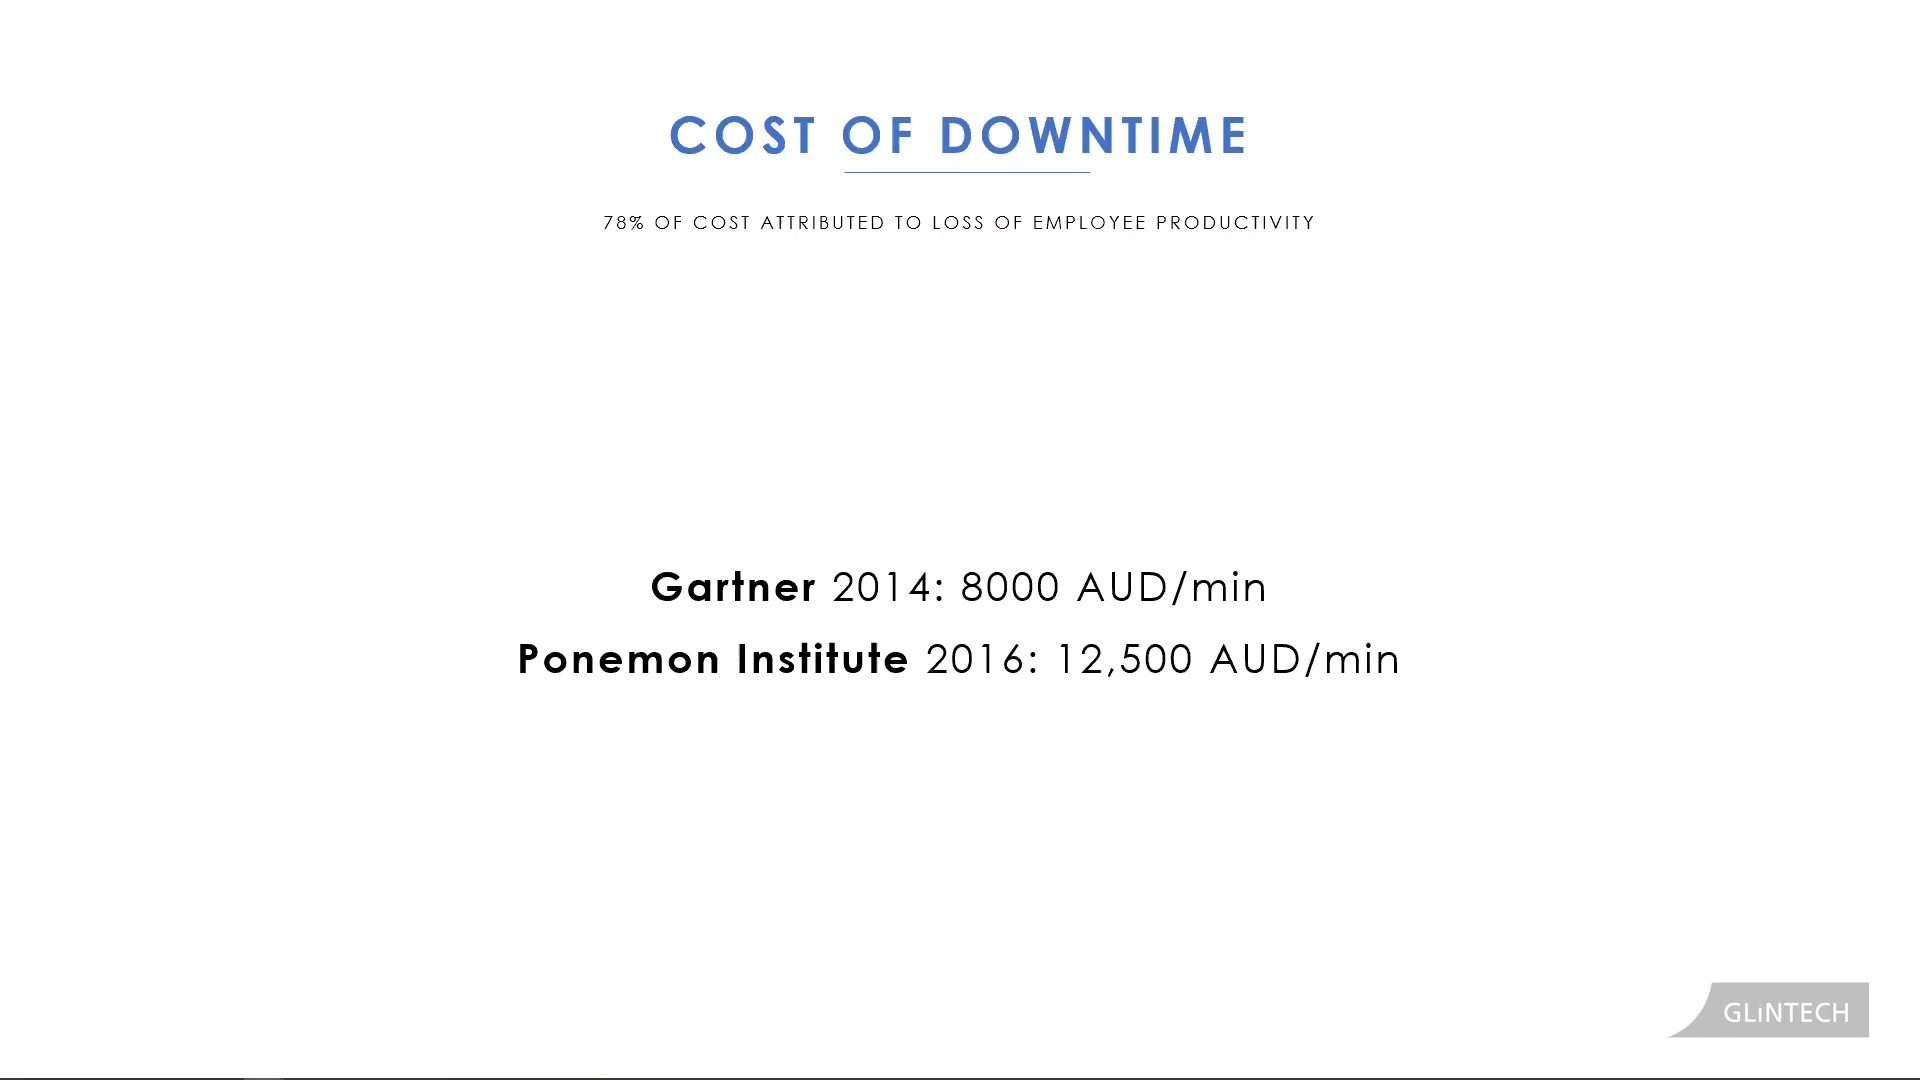 COST OF DOWNTIME
78% OF COST ATTRIBUTED TO LOSS OF EMPLOYEE PRODUCTIVITY
Gartner 2014: 8000 AUD/min
Ponemon Institute 2016: 12,500 AUD/min
GLiNTECH